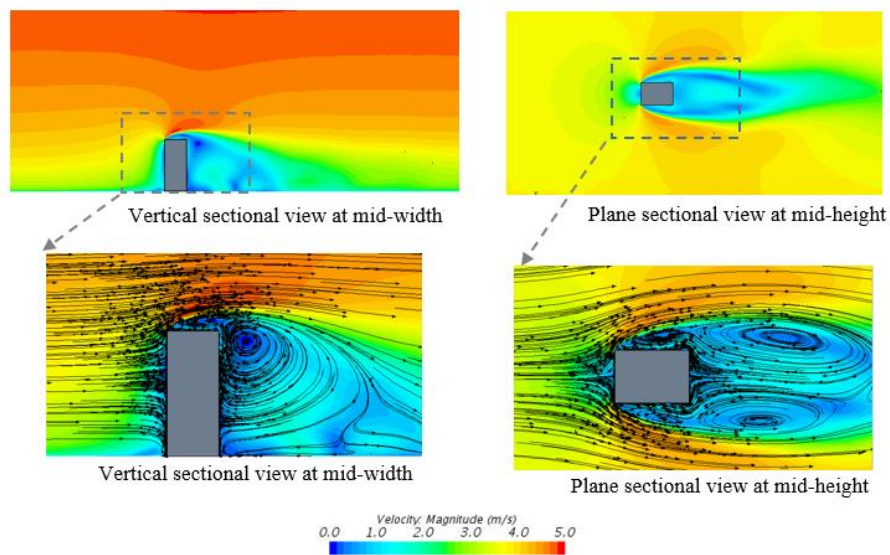 Vertical sectional view at mid-width
Plane sectional view at mid-height
Vertical sectional view at mid-width
Plane sectional view at mid-height
Velocity: Magnitude (m/s)
0.0 1.0 2.0 3.0 4.0 5.0